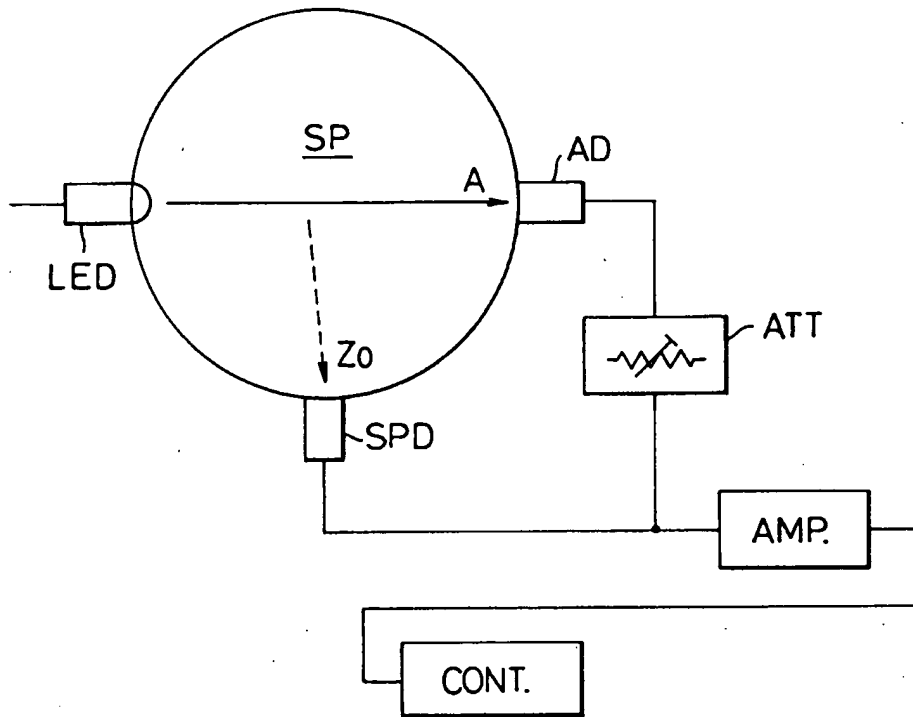 SP
AD
A
LED
ATT
Zo
SPD
AMP.
CONT.